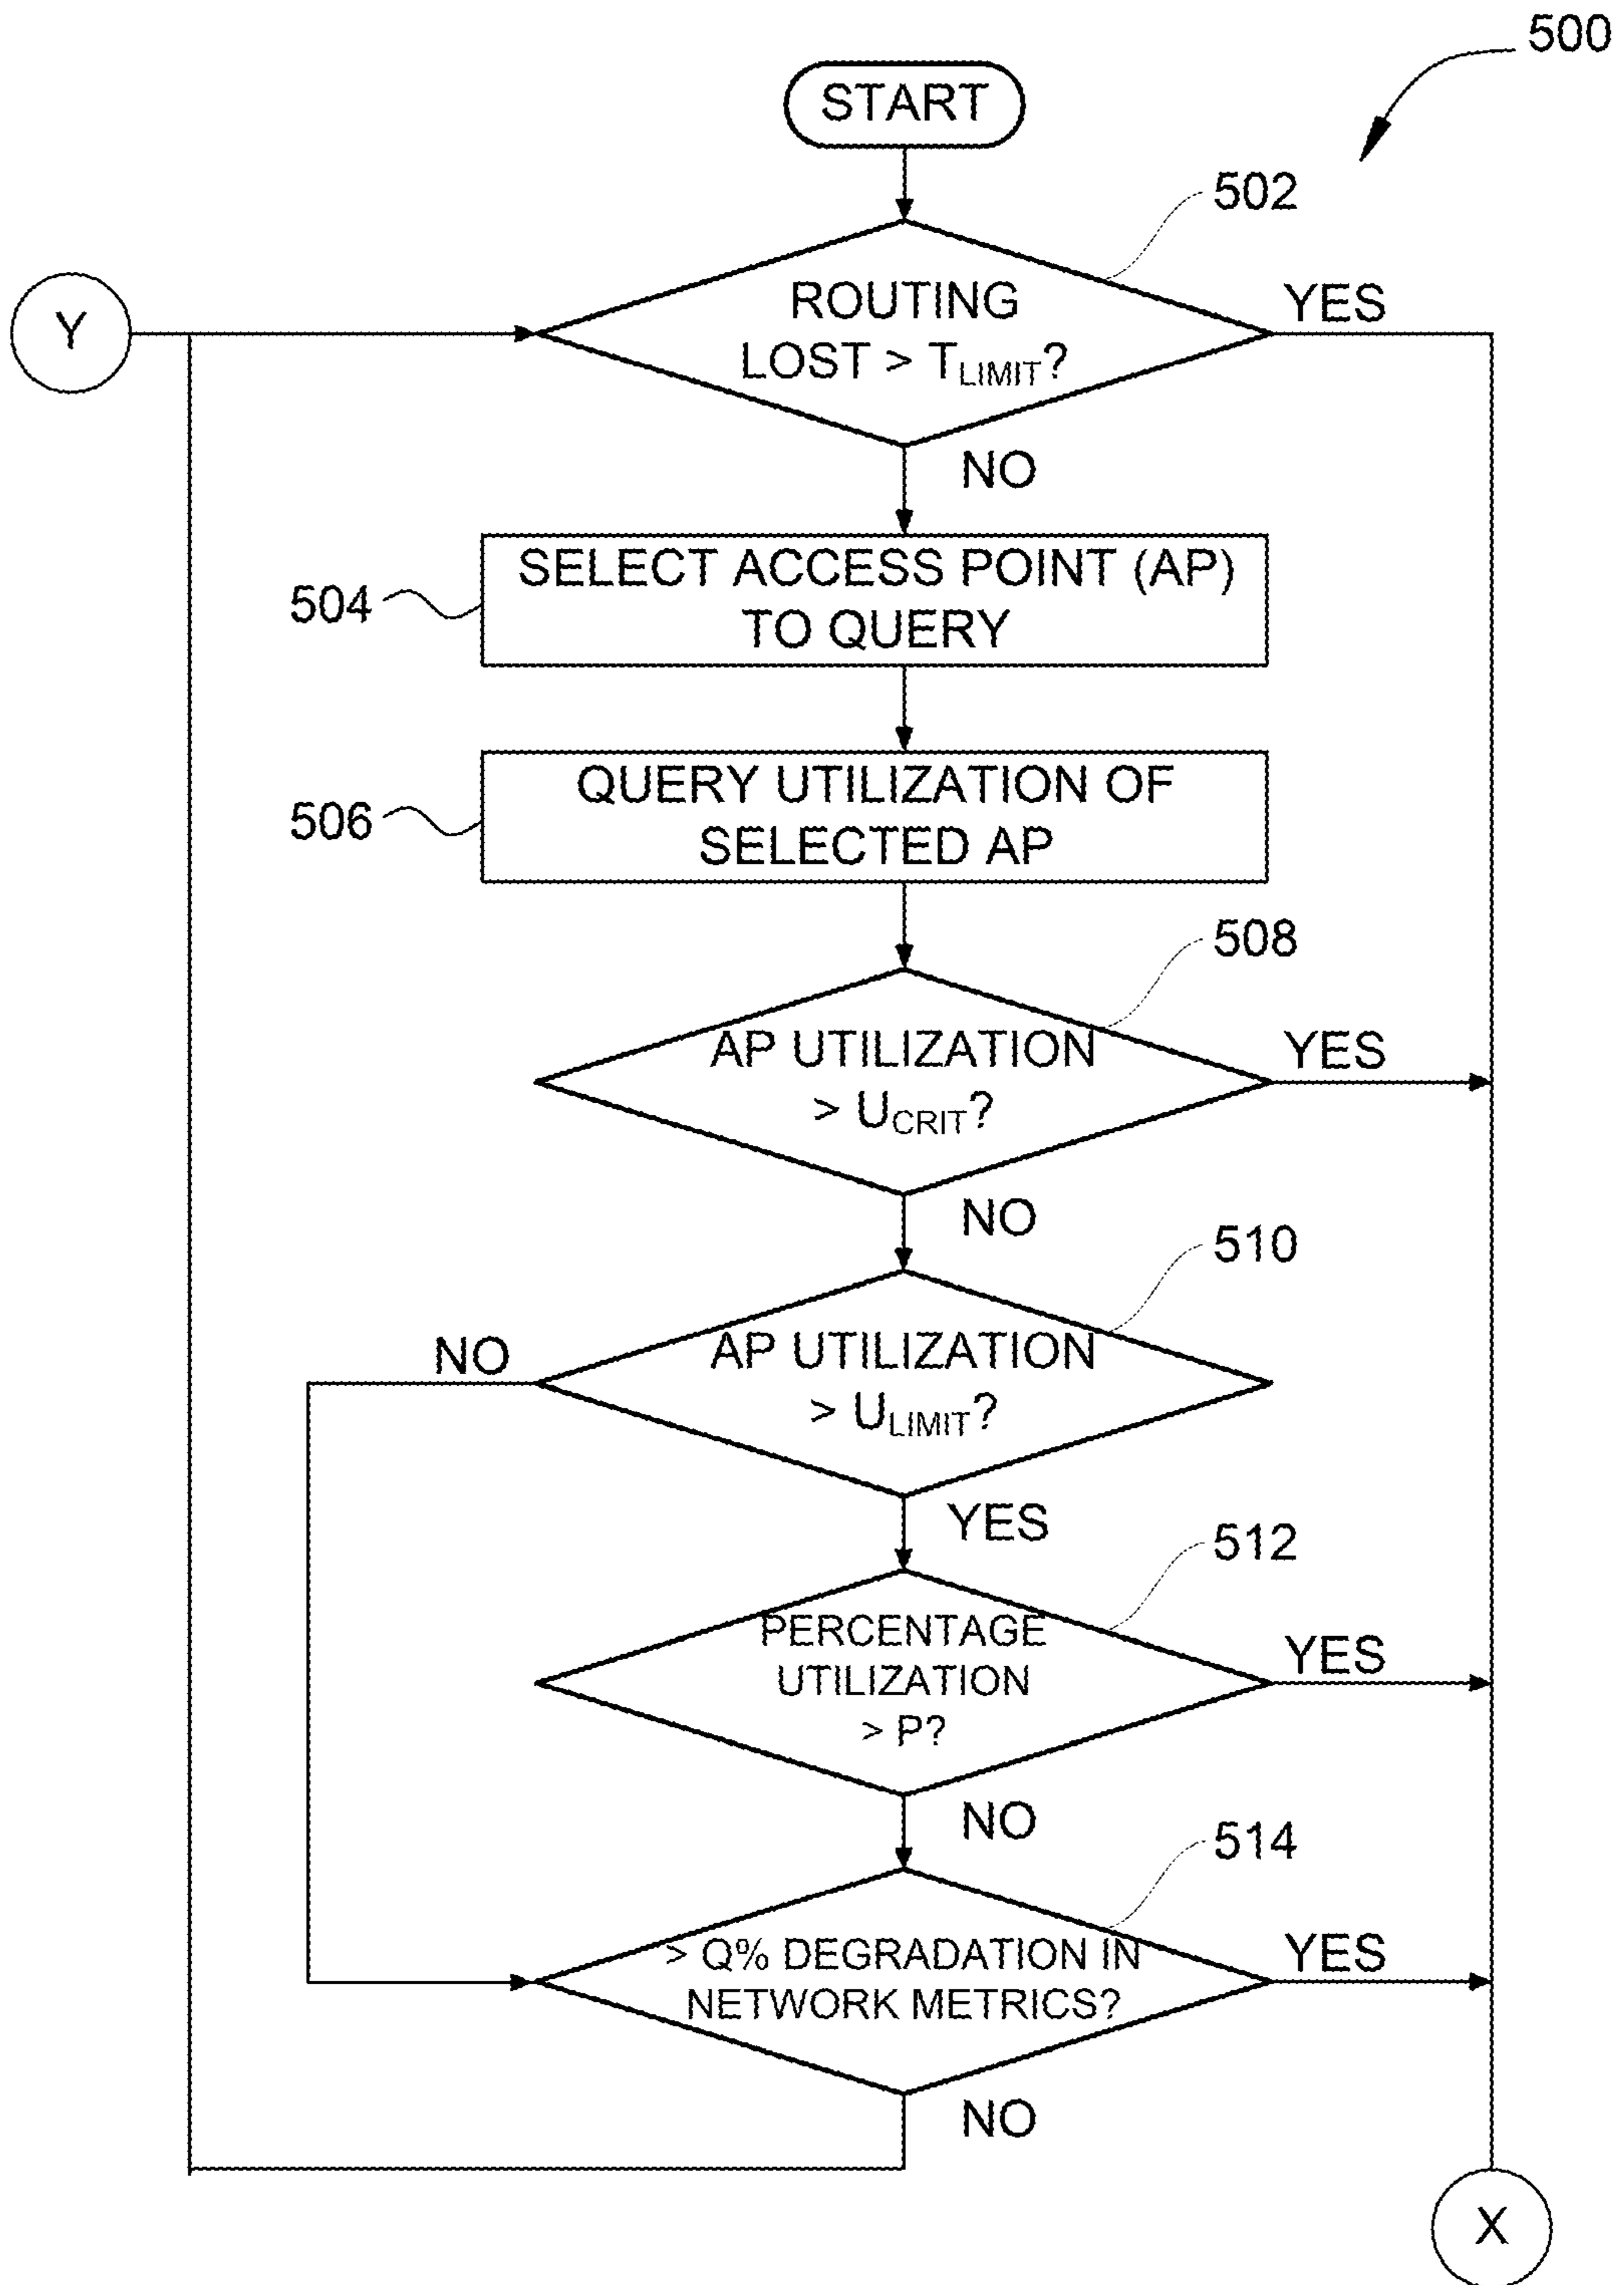 500
START
502
Y
ROUTING
LOST > TLIMIT?
YES
NO
504
SELECT ACCESS POINT (AP)
TO QUERY
506
QUERY UTILIZATION OF
SELECTED AP
508
AP UTILIZATION
> UCRIT?
YES
NO
510
NO
AP UTILIZATION
> ULIMIT?
YES
512
PERCENTAGE
UTILIZATION
> P?
YES
NO
514
> Q% DEGRADATION IN
NETWORK METRICS?
YES
NO
X